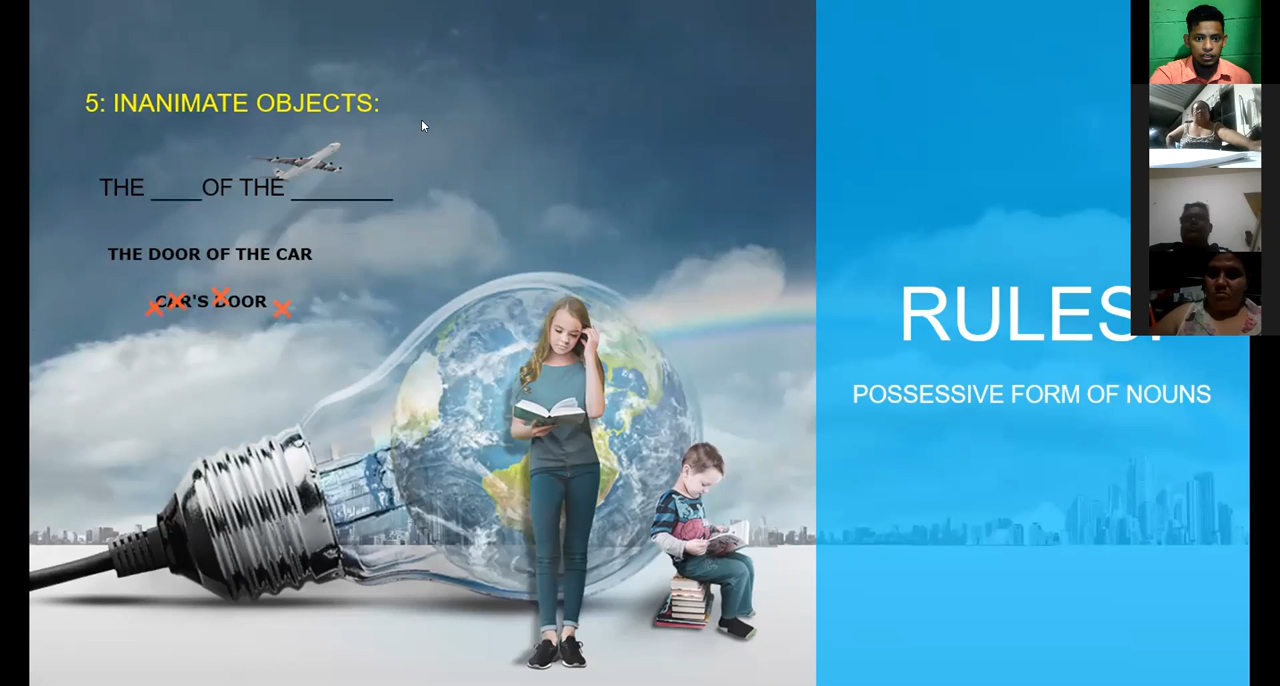 5: INANIMATE OBJECTS:
THE ____OF THE ________
THE DOOR OF THE CAR
CAR'S DOOR
RULES
POSSESSIVE FORM OF NOUNS